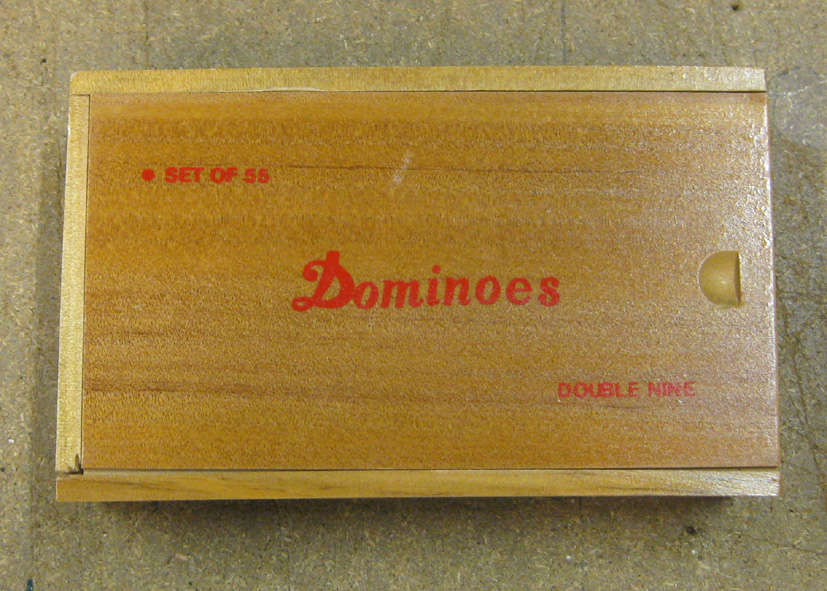 SET OF 55
Dominoes
DOUBLE NINE